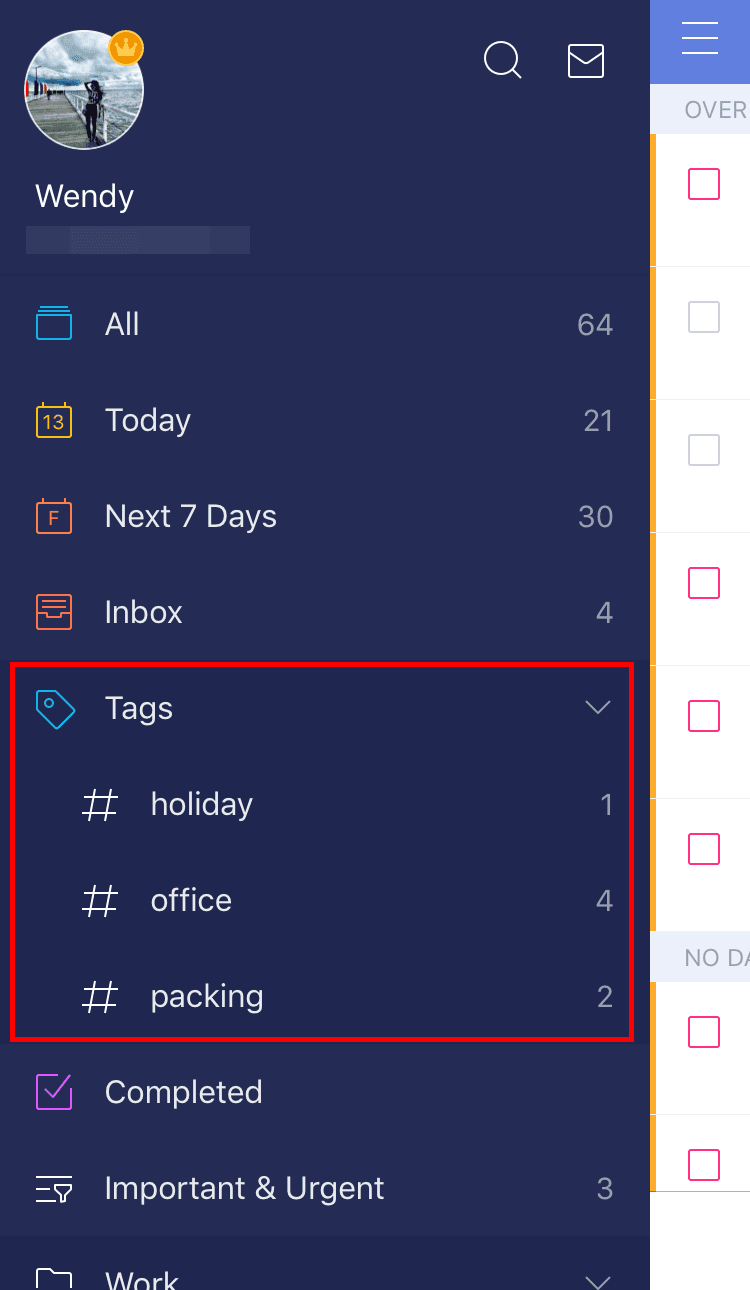 Wendy
All 64
13 Today 21
F Next 7 Days 30
Inbox 4
Tags
# holiday 1
# office 4
# packing 2
Completed
Important & Urgent 3
Work
OVER
NO DA